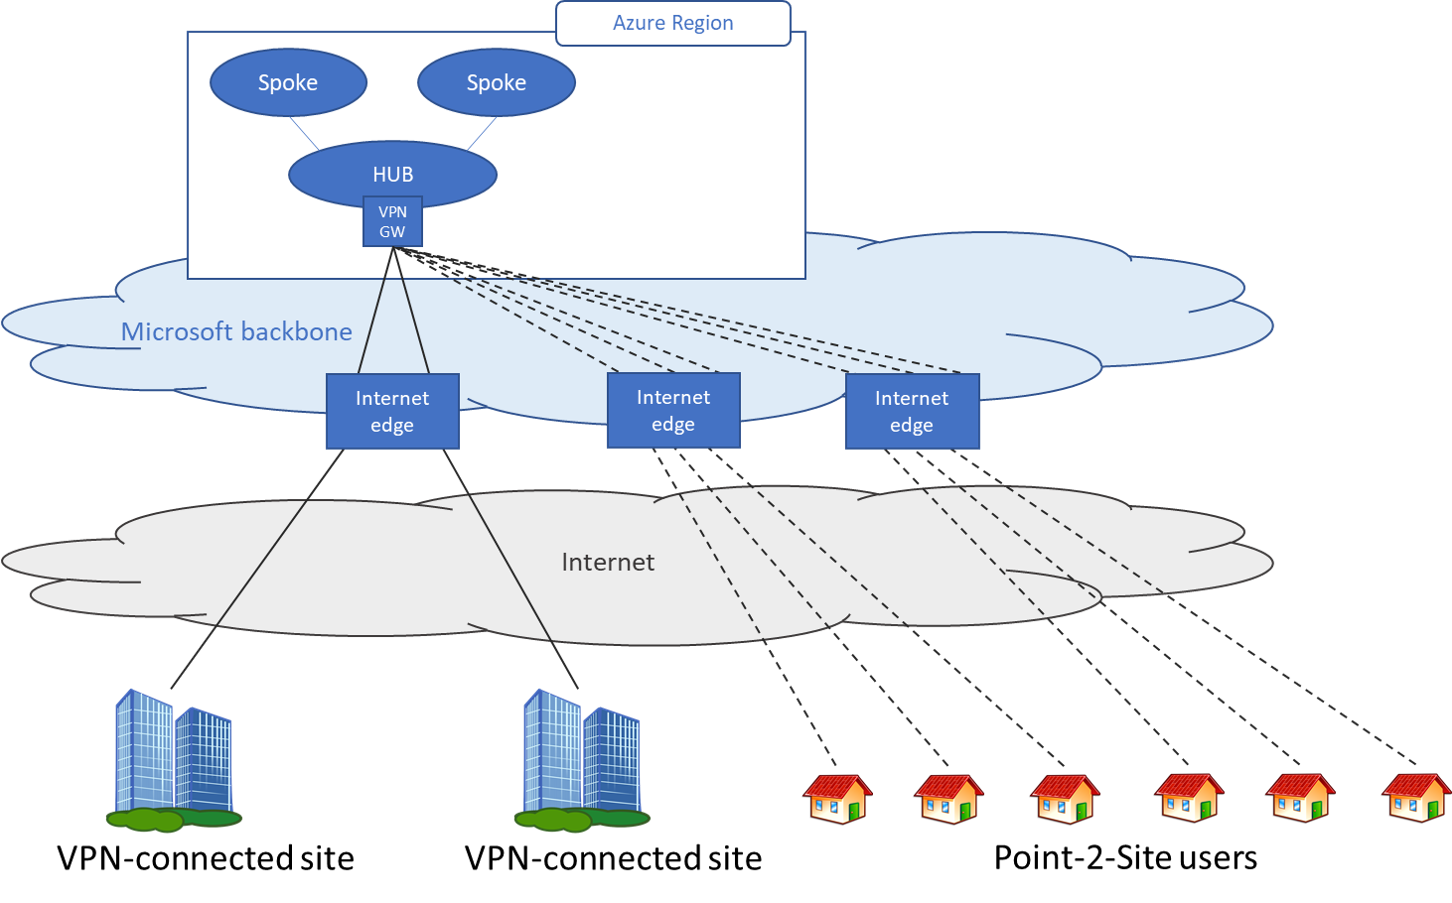 Azure Region
Spoke
Spoke
HUB
VPN
GW
Microsoft backbone
Internet
edge
Internet
edge
Internet
edge
Internet
VPN-connected site
VPN-connected site
Point-2-Site users